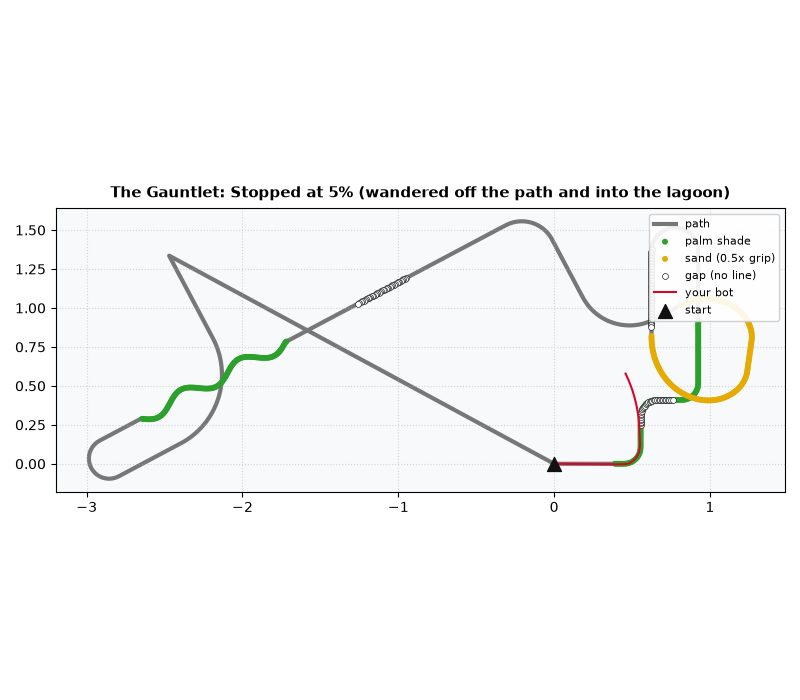 The Gauntlet: Stopped at 5% (wandered off the path and into the lagoon)
path
palm shade
sand (0.5x grip)
gap (no line)
your bot
start
1.50
1.25
1.00
0.75
0.50
0.25
0.00
−3 −2 −1 0 1